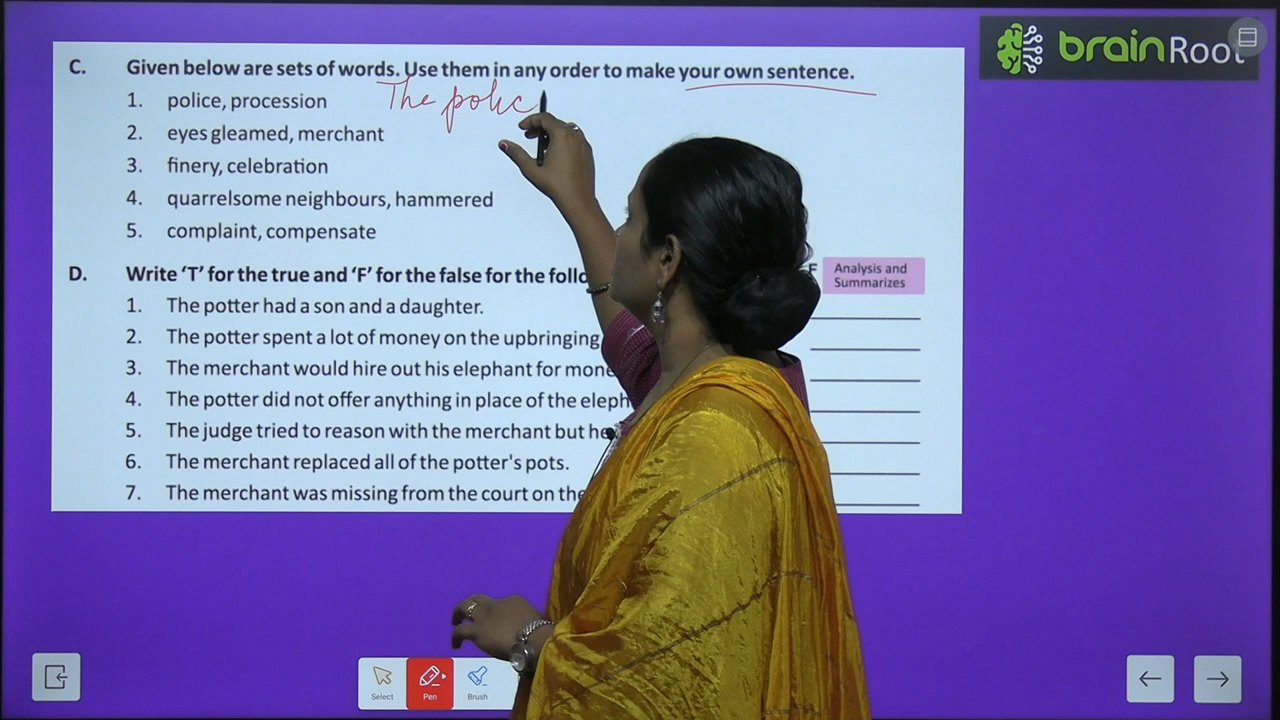 brainRoot
C. Given below are sets of words. Use them in any order to make your own sentence.
1. police, procession The polic
2. eyes gleamed, merchant
3. finery, celebration
4. quarrelsome neighbours, hammered
5. complaint, compensate
D. Write ‘T’ for the true and ‘F’ for the false for the F
Analysis and
Summarizes
1. The potter had a son and a daughter.
2. The potter spent a lot of money on the upbringing
3. The merchant would hire out his elephant for
4. The potter did not offer anything in place of the
5. The judge tried to reason with the merchant but
6. The merchant replaced all of the potter's pots.
7. The merchant was missing from the court on the
Select
Pen
Brush